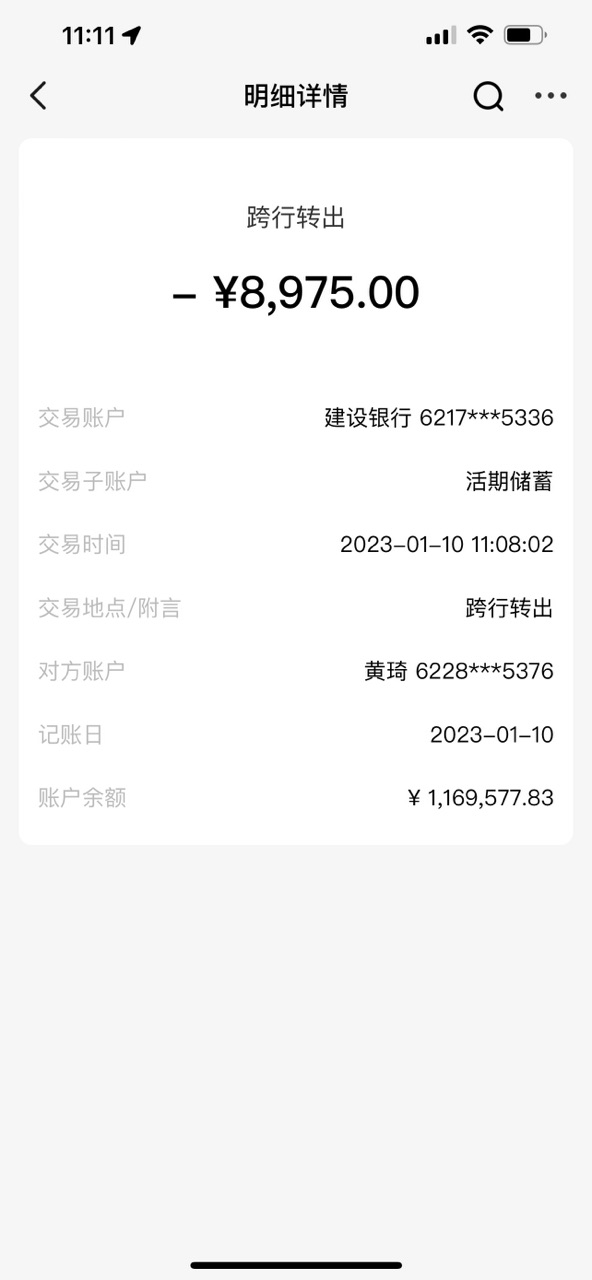 11:11
明细详情
跨行转出
– ¥8,975.00
交易账户 建设银行 6217***5336
交易子账户 活期储蓄
交易时间 2023–01–10 11:08:02
交易地点/附言 跨行转出
对方账户 黄琦 6228***5376
记账日 2023–01–10
账户余额 ¥ 1,169,577.83